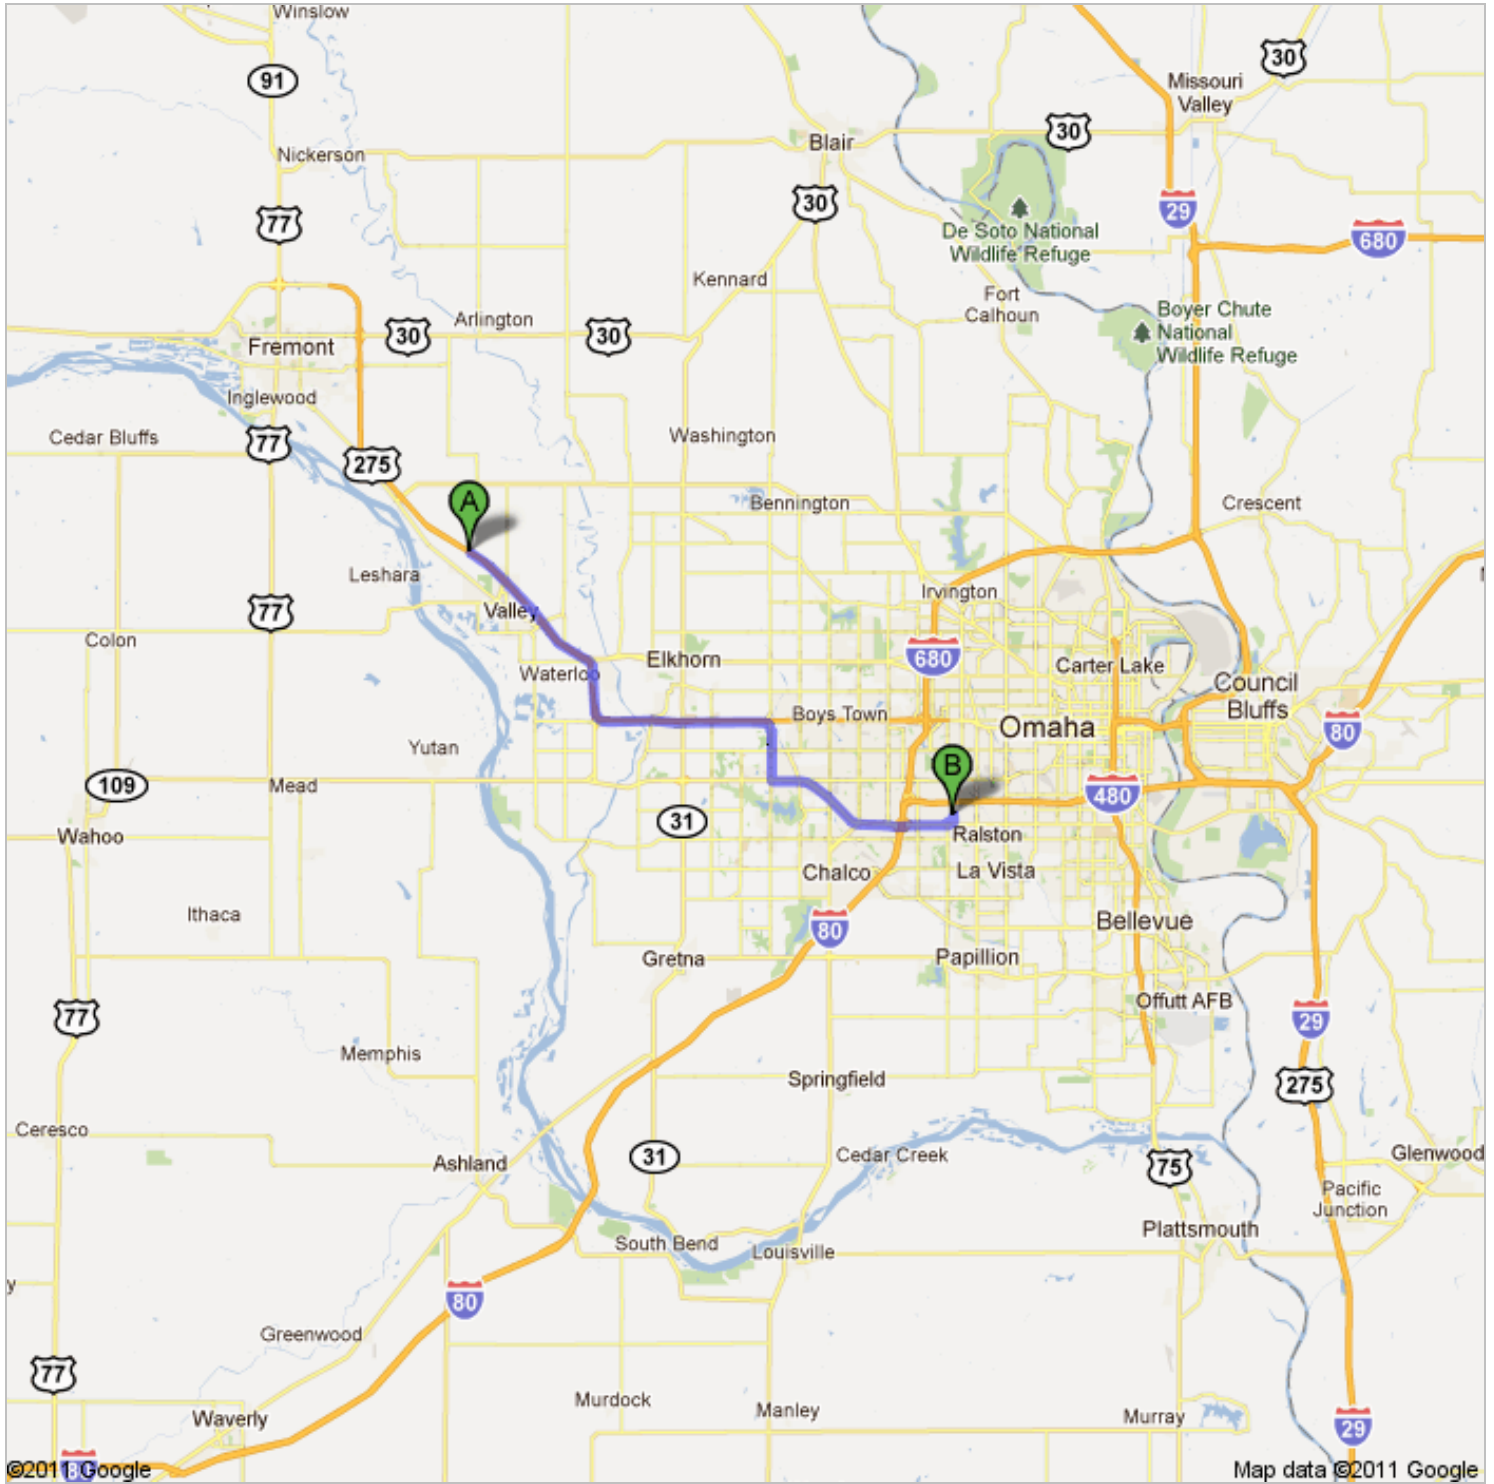 Winslow
91
30
Missouri
Valley
30
Blair
Nickerson
77
30
29
De Soto National
Wildlife Refuge
680
Kennard
Fort
Calhoun
Boyer Chute
National
Wildlife Refuge
Arlington
30
30
Fremont
Inglewood
Cedar Bluffs
77
Washington
275
A
Bennington
Crescent
Leshara
Irvington
77
Valley
Colon
Waterloo
Elkhorn
680
Carter Lake
Council
Bluffs
Boys Town
Omaha
80
Yutan
B
109
Mead
480
31
Wahoo
Ralston
Chalco
La Vista
Ithaca
80
Bellevue
Gretna
Papillion
Offutt AFB
77
29
Memphis
Springfield
275
Ceresco
Ashland
31
Cedar Creek
75
Glenwood
Pacific
Junction
Plattsmouth
South Bend
Louisville
y
80
Greenwood
77
Murdock
Manley
Murray
Waverly
29
©2011 Google
Map data ©2011 Google